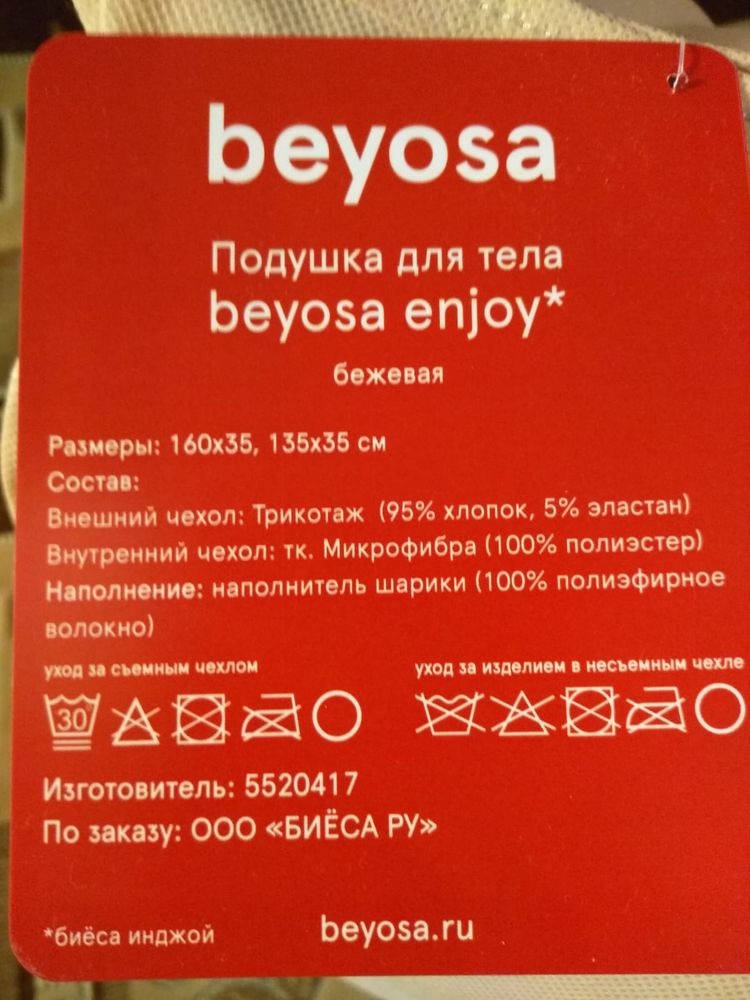 beyosa
Подушка для тела
beyosa enjoy*
бежевая
Размеры: 160x35, 135x35 см
Состав:
Внешний чехол: Трикотаж (95% хлопок, 5% эластан)
Внутренний чехол: тк. Микрофибра (100% полиэстер)
Наполнение: наполнитель шарики (100% полиэфирное
волокно)
уход за съемным чехлом
уход за изделием в несъемным чехле
30
Изготовитель: 5520417
По заказу: ООО «БИЁСА РУ»
*биёса инджой
beyosa.ru